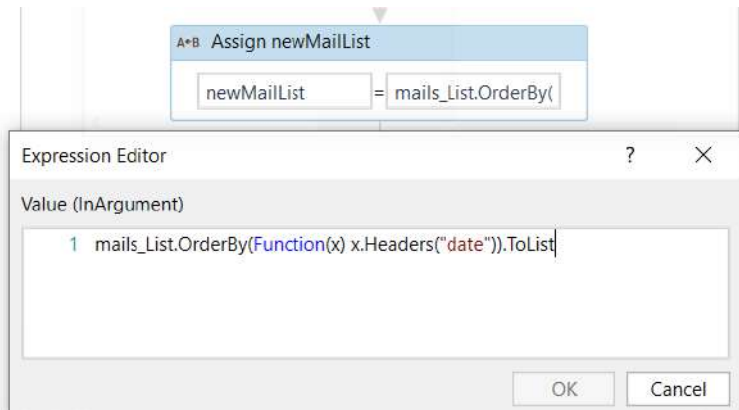 A+B Assign newMailList
newMailList = mails_List.OrderBy(
Expression Editor ? ×
Value (InArgument)
1 mails_List.OrderBy(Function(x) x.Headers("date")).ToList
OK Cancel